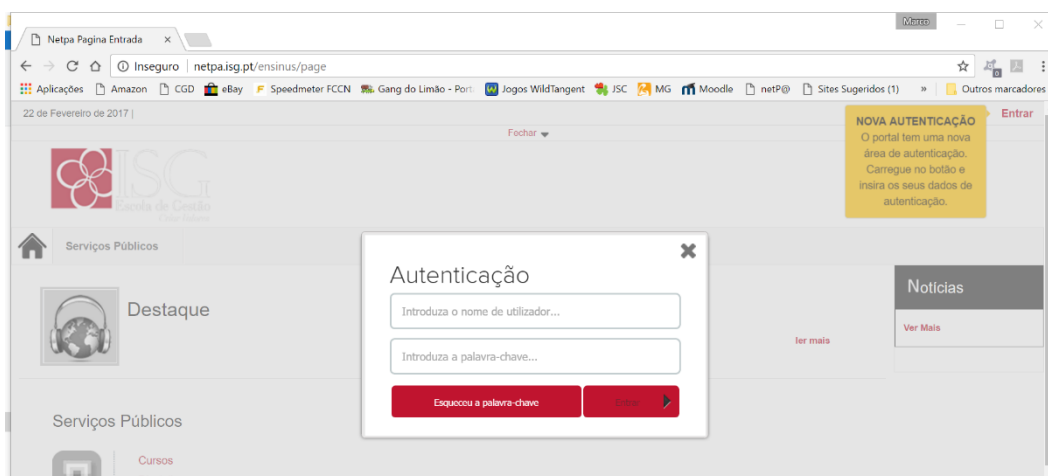 Marco
Netpa Pagina Entrada
Inseguro | netpa.isg.pt/ensinus/page
Aplicações Amazon CGD eBay Speedmeter FCCN Gang do Limão - Port. Jogos WildTangent JSC MG Moodle netP@ Sites Sugeridos (1) » Outros marcadores
22 de Fevereiro de 2017 |
Entrar
Fechar
NOVA AUTENTICAÇÃO
O portal tem uma nova
área de autenticação.
Carregue no botão e
insira os seus dados de
autenticação.
ISG
Escola de Gestão
Serviços Públicos
Autenticação
Introduza o nome de utilizador...
Introduza a palavra-chave...
Esqueceu a palavra-chave
Entrar
Destaque
ler mais
Notícias
Ver Mais
Serviços Públicos
Cursos